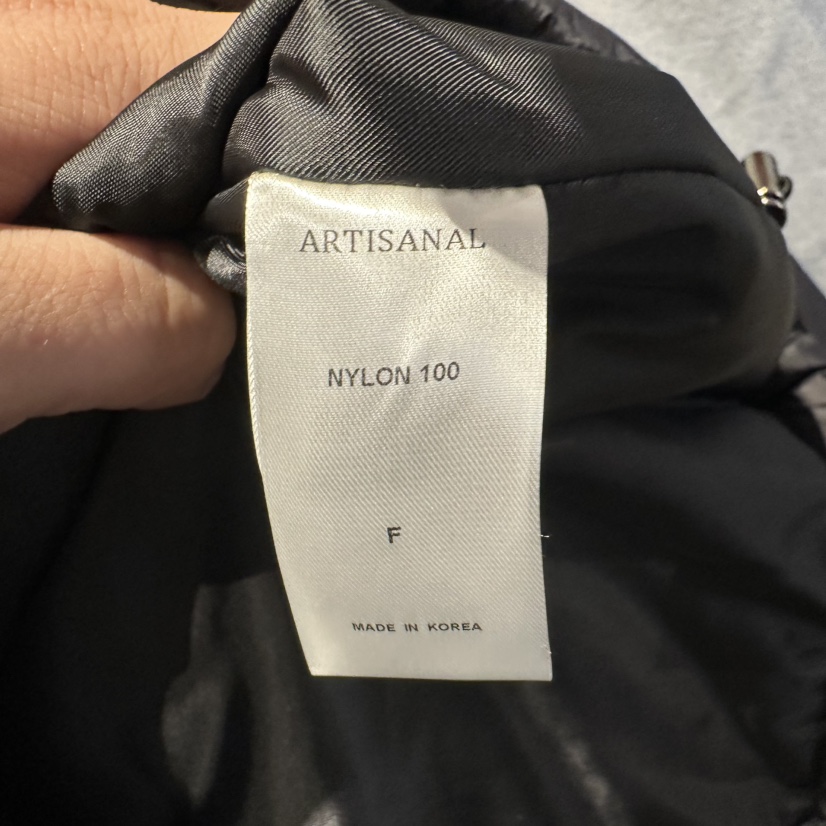 ARTISANAL
NYLON 100
F
MADE IN KOREA